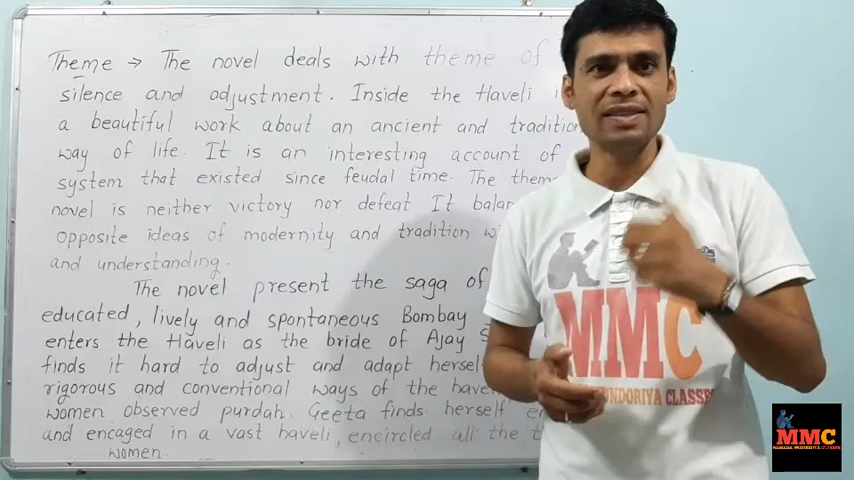 Theme → The novel deals with theme of
silence and adjustment. Inside the Haveli
a beautiful work about an ancient and tradition
way of life. It is an interesting account of
system that existed since feudal time. The them
novel is neither victory nor defeat. It balan
opposite ideas of modernity and tradition
and understanding.
The novel present the saga of
educated, lively and spontaneous Bombay
enters the Haveli as the bride of Ajay
finds it hard to adjust and adapt hersel
rigorous and conventional ways of the have
women observed purdah. Geeta finds herself
and engaged in a vast haveli, encircled all the
women.
MMC
CLASSES
MMC